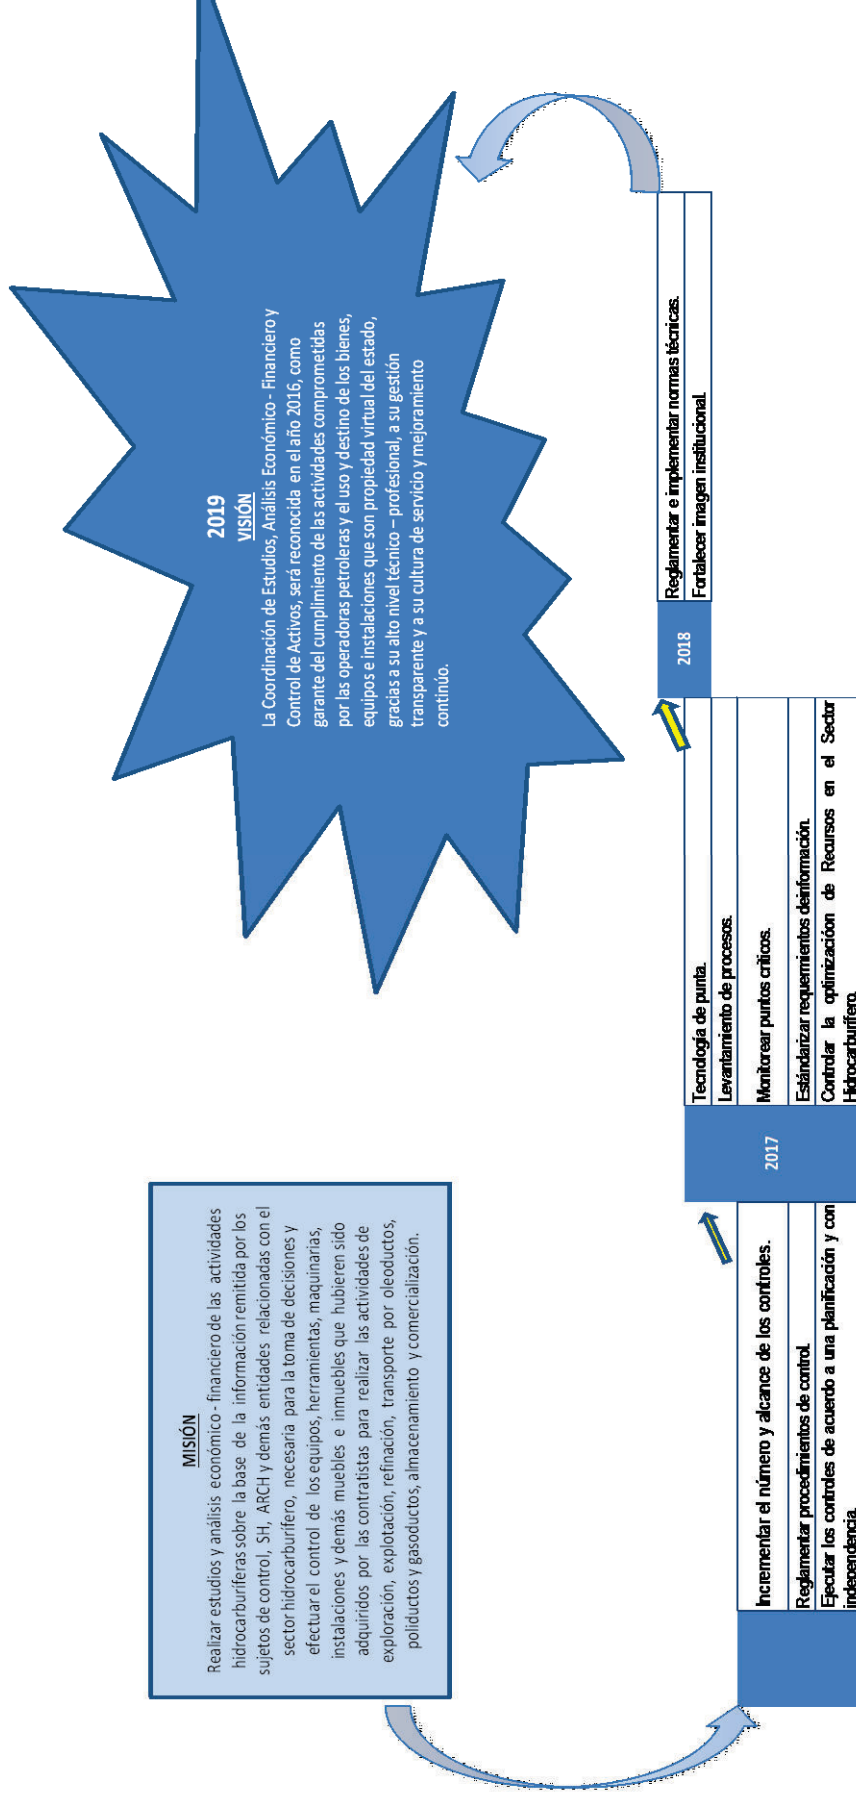 MISIÓN
Realizar estudios y análisis económico - financiero de las actividades
hidrocarburíferas sobre la base de la información remitida por los
sujetos de control, SH, ARCH y demás entidades relacionadas con el
sector hidrocarburífero, necesaria para la toma de decisiones y
efectuar el control de los equipos, herramientas, maquinarias,
instalaciones y demás muebles e inmuebles que hubieren sido
adquiridos por las contratistas para realizar las actividades de
exploración, explotación, refinación, transporte por oleoductos,
poliductos y gasoductos, almacenamiento y comercialización.
2019
VISIÓN
La Coordinación de Estudios, Análisis Económico - Financiero y
Control de Activos, será reconocida en el año 2016, como
garante del cumplimiento de las actividades comprometidas
por las operadoras petroleras y el uso y destino de los bienes,
equipos e instalaciones que son propiedad virtual del estado,
gracias a su alto nivel técnico – profesional, a su gestión
transparente y a su cultura de servicio y mejoramiento
continúo.
Incrementar el número y alcance de los controles.
Reglamentar procedimientos de control.
Ejecutar los controles de acuerdo a una planificación y con
independencia.
2017
Tecnología de punta.
Levantamiento de procesos.
Monitorear puntos críticos.
Estándarizar requermientos deinformación.
Controlar la optimizacióon de Recursos en el Sector
Hidrocarburífero.
2018
Reglamentar e implementar normas técnicas.
Fortalecer imagen institucional.